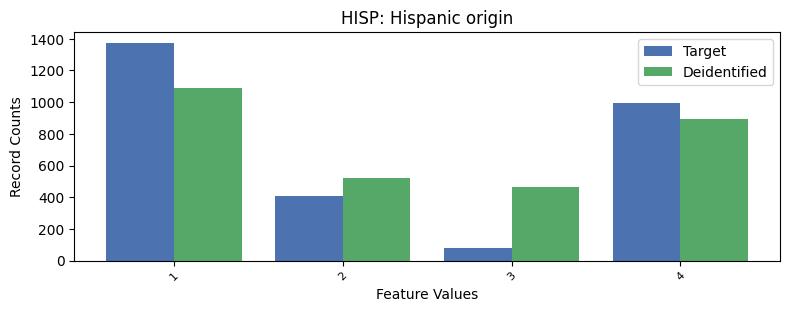 HISP: Hispanic origin
Target
Deidentified
Record Counts
1400
1200
1000
800
600
400
200
0
1
2
3
4
Feature Values